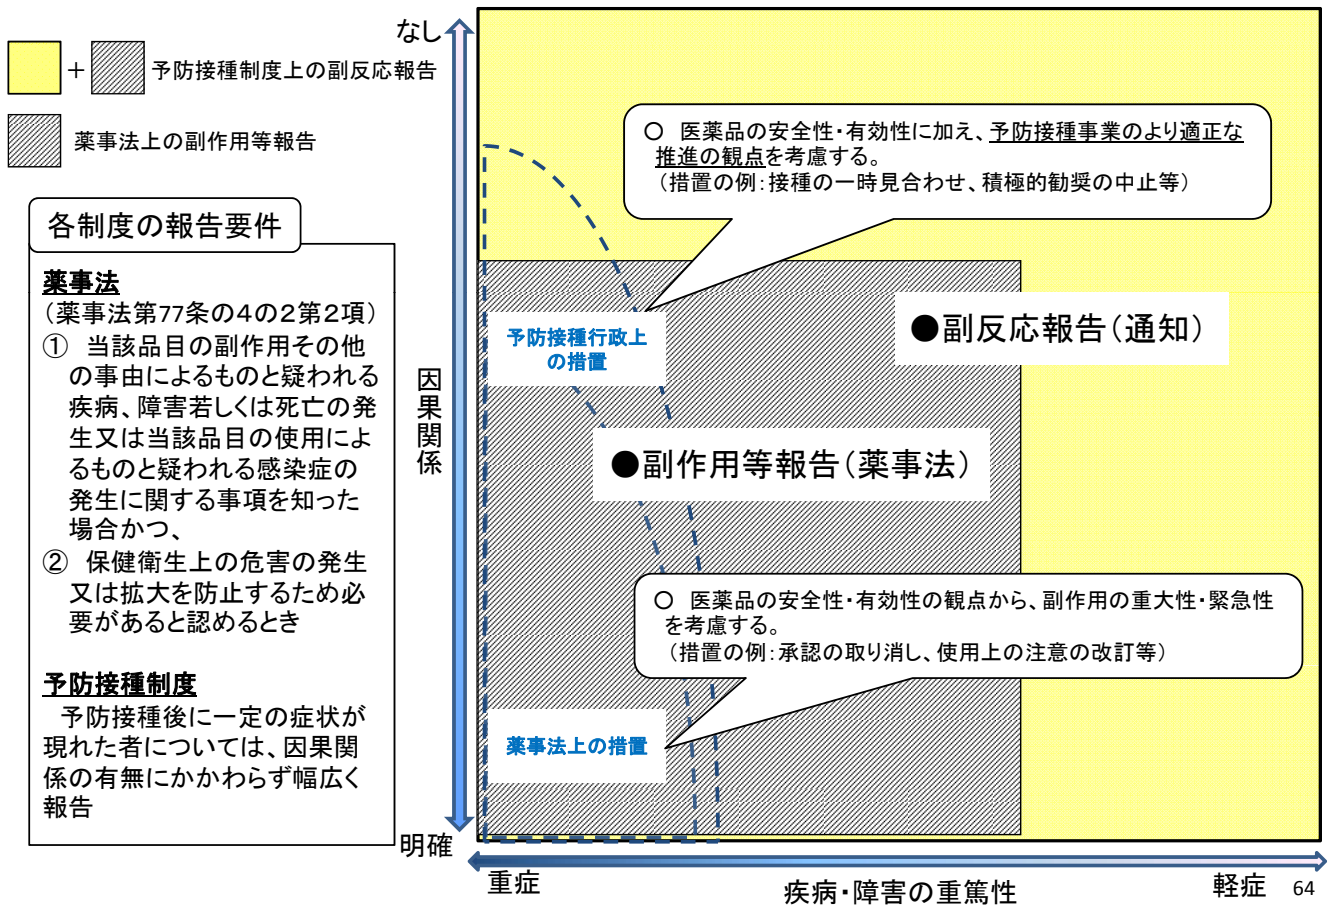 なし
＋
予防接種制度上の副反応報告
薬事法上の副作用等報告
各制度の報告要件
薬事法
（薬事法第77条の４の２第２項）
① 当該品目の副作用その他
の事由によるものと疑われる
疾病、障害若しくは死亡の発
生又は当該品目の使用によ
るものと疑われる感染症の
発生に関する事項を知った
場合かつ、
② 保健衛生上の危害の発生
又は拡大を防止するため必
要があると認めるとき
予防接種制度
予防接種後に一定の症状が
現れた者については、因果関
係の有無にかかわらず幅広く
報告
因果関係
明確
○ 医薬品の安全性・有効性に加え、予防接種事業のより適正な
推進の観点を考慮する。
（措置の例：接種の一時見合わせ、積極的勧奨の中止等）
予防接種行政上
の措置
●副反応報告（通知）
●副作用等報告（薬事法）
○ 医薬品の安全性・有効性の観点から、副作用の重大性・緊急性
を考慮する。
（措置の例：承認の取り消し、使用上の注意の改訂等）
薬事法上の措置
重症
疾病・障害の重篤性
軽症
64